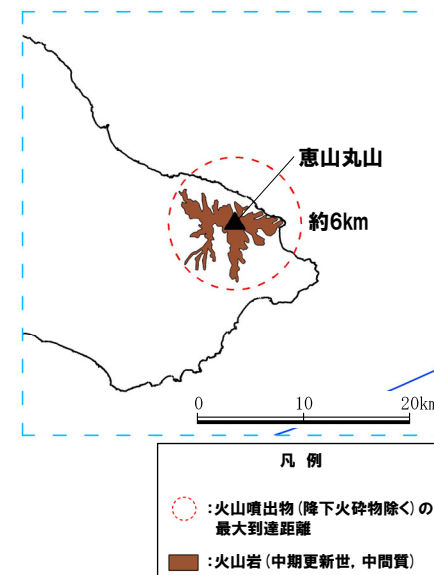 恵山丸山
約6km
0 10 20km
凡 例
:火山噴出物(降下火砕物除く)の
最大到達距離
:火山岩(中期更新世, 中間質)